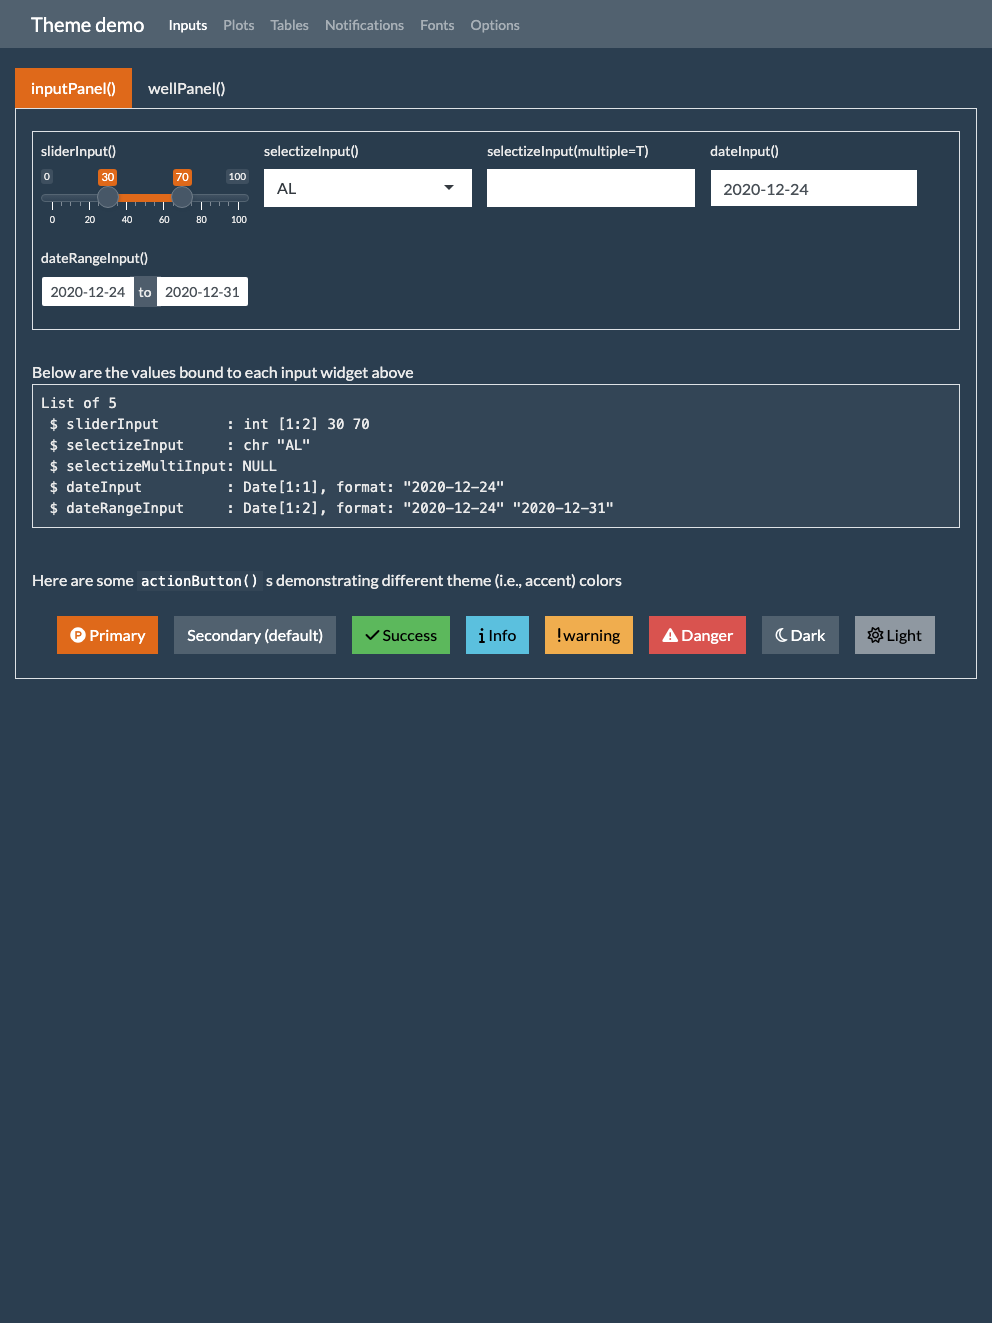 Theme demo Inputs Plots Tables Notifications Fonts Options
inputPanel() wellPanel()
sliderInput() selectizeInput() selectizeInput(multiple=T) dateInput()
0 30 70 100
AL 2020-12-24
0 20 40 60 80 100
dateRangeInput()
2020-12-24 to 2020-12-31
Below are the values bound to each input widget above
List of 5
 $ sliderInput        : int [1:2] 30 70
 $ selectizeInput     : chr "AL"
 $ selectizeMultiInput: NULL
 $ dateInput          : Date[1:1], format: "2020-12-24"
 $ dateRangeInput     : Date[1:2], format: "2020-12-24" "2020-12-31"
Here are some actionButton() s demonstrating different theme (i.e., accent) colors
Primary Secondary (default) Success Info warning Danger Dark Light